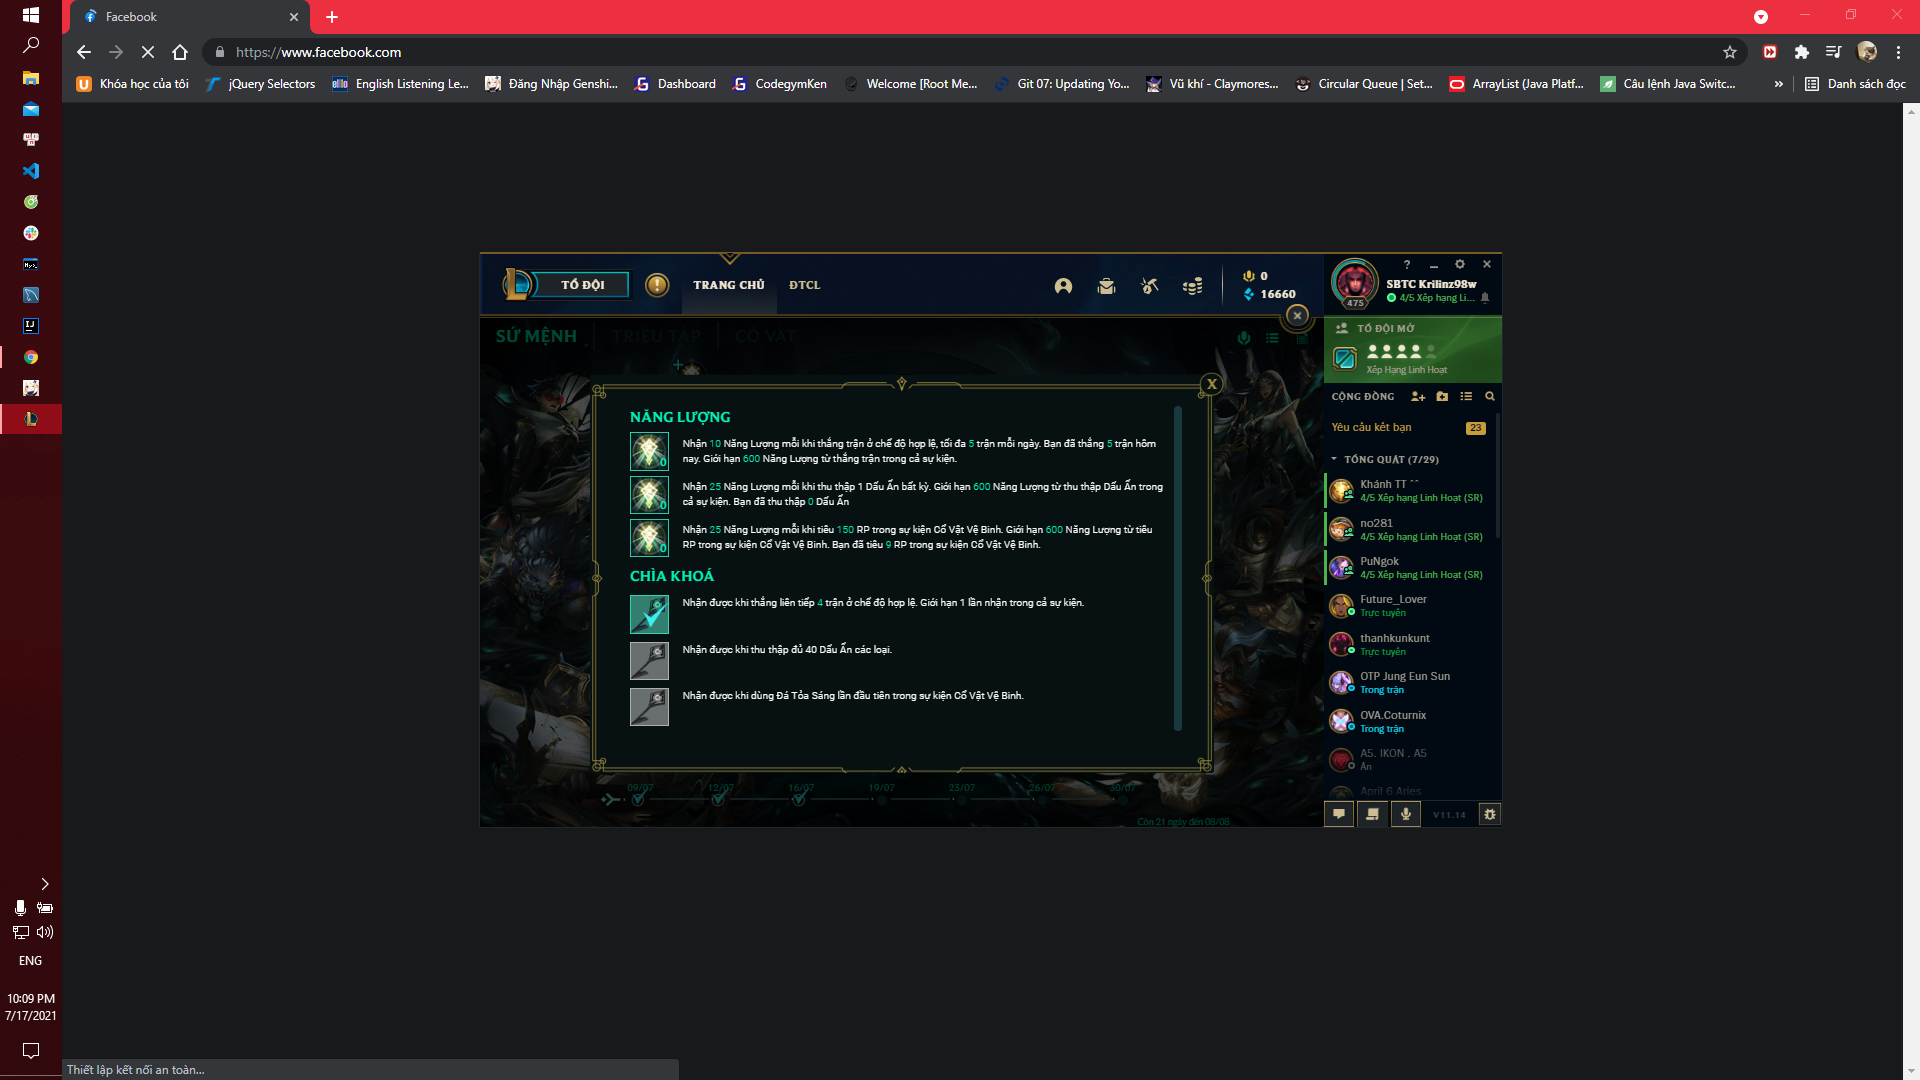 Facebook
https://www.facebook.com
Khóa học của tôi
jQuery Selectors
English Listening Le...
Đăng Nhập Genshi...
Dashboard
CodegymKen
Welcome [Root Me...
Git 07: Updating Yo...
Vũ khí - Claymores...
Circular Queue | Set...
ArrayList (Java Platf...
Câu lệnh Java Switc...
»
Danh sách đọc
TỔ ĐỘI
TRANG CHỦ
ĐTCL
0
16660
475
SBTC Krilinz98w
4/5 Xếp hạng Li...
SỨ MỆNH
TRIỆU TẬP
CỔ VẬT
NĂNG LƯỢNG
0
Nhận 10 Năng Lượng mỗi khi thắng trận ở chế độ hợp lệ, tối đa 5 trận mỗi ngày. Bạn đã thắng 5 trận hôm
nay. Giới hạn 600 Năng Lượng từ thắng trận trong cả sự kiện.
0
Nhận 25 Năng Lượng mỗi khi thu thập 1 Dấu Ấn bất kỳ. Giới hạn 600 Năng Lượng từ thu thập Dấu Ấn trong
cả sự kiện. Bạn đã thu thập 0 Dấu Ấn
0
Nhận 25 Năng Lượng mỗi khi tiêu 150 RP trong sự kiện Cổ Vật Vệ Binh. Giới hạn 600 Năng Lượng từ tiêu
RP trong sự kiện Cổ Vật Vệ Binh. Bạn đã tiêu 9 RP trong sự kiện Cổ Vật Vệ Binh.
CHÌA KHOÁ
Nhận được khi thắng liên tiếp 4 trận ở chế độ hợp lệ. Giới hạn 1 lần nhận trong cả sự kiện.
Nhận được khi thu thập đủ 40 Dấu Ấn các loại.
Nhận được khi dùng Đá Tỏa Sáng lần đầu tiên trong sự kiện Cổ Vật Vệ Binh.
X
09/07
12/07
16/07
19/07
23/07
26/07
30/07
Còn 21 ngày đến 08/08
TỔ ĐỘI MỞ
Xếp Hạng Linh Hoạt
CỘNG ĐỒNG
Yêu cầu kết bạn
23
TỔNG QUÁT (7/29)
Khánh TT ^^
4/5 Xếp hạng Linh Hoạt (SR)
no281
4/5 Xếp hạng Linh Hoạt (SR)
PuNgok
4/5 Xếp hạng Linh Hoạt (SR)
Future_Lover
Trực tuyến
thanhkunkunt
Trực tuyến
OTP Jung Eun Sun
Trong trận
OVA.Coturnix
Trong trận
A5. IKON . A5
Ẩn
April 6 Aries
V11.14
ENG
10:09 PM
7/17/2021
Thiết lập kết nối an toàn...